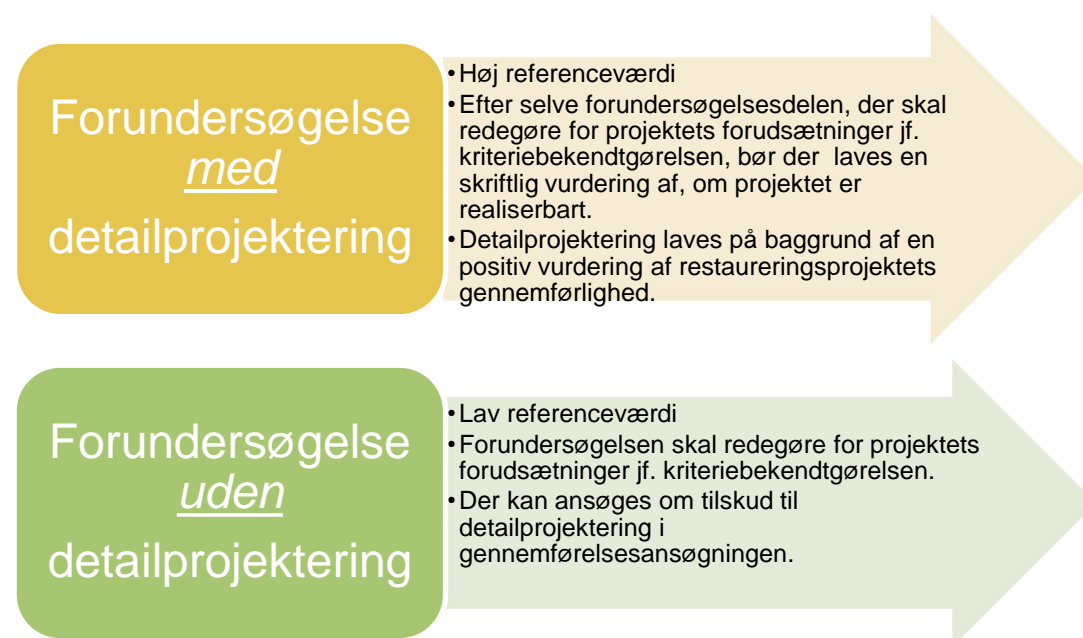 Forundersøgelse
med
detailprojektering
•Høj referenceværdi
•Efter selve forundersøgelsesdelen, der skal
redegøre for projektets forudsætninger jf.
kriteriebekendtgørelsen, bør der laves en
skriftlig vurdering af, om projektet er
realiserbart.
•Detailprojektering laves på baggrund af en
positiv vurdering af restaureringsprojektets
gennemførlighed.
Forundersøgelse
uden
detailprojektering
•Lav referenceværdi
•Forundersøgelsen skal redegøre for projektets
forudsætninger jf. kriteriebekendtgørelsen.
•Der kan ansøges om tilskud til
detailprojektering i
gennemførelsesansøgningen.